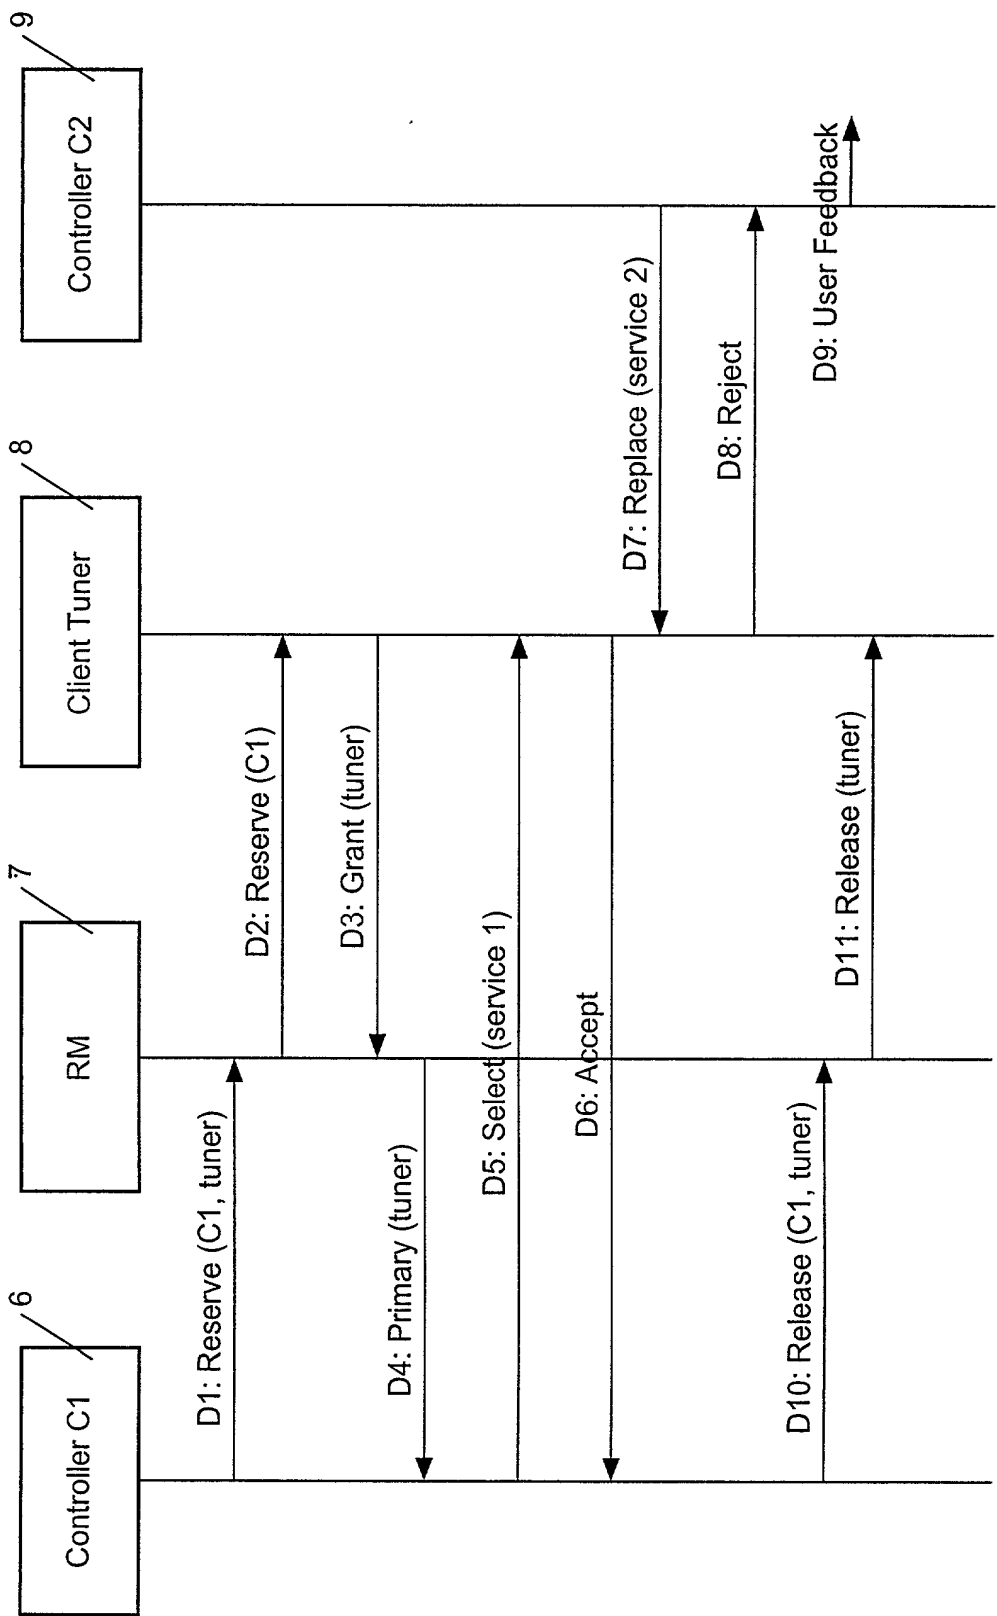 6
Controller C1
7
RM
8
Client Tuner
9
Controller C2
D1: Reserve (C1, tuner)
D2: Reserve (C1)
D3: Grant (tuner)
D4: Primary (tuner)
D5: Select (service 1)
D6: Accept
D7: Replace (service 2)
D8: Reject
D9: User Feedback
D10: Release (C1, tuner)
D11: Release (tuner)